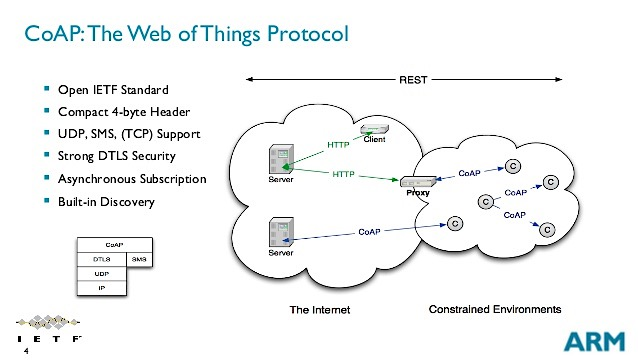 CoAP: The Web of Things Protocol
Open IETF Standard
Compact 4-byte Header
UDP, SMS, (TCP) Support
Strong DTLS Security
Asynchronous Subscription
Built-in Discovery
REST
Client
HTTP
Server
HTTP
Proxy
CoAP
C
C
CoAP
C
CoAP
C
C
CoAP
Server
The Internet
Constrained Environments
CoAP
DTLS SMS
UDP
IP
I E T F
4
ARM